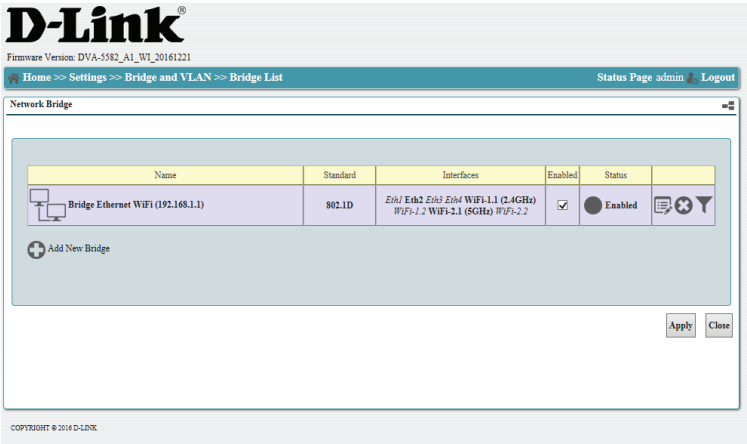 D-Link®
Firmware Version: DVA-5582_A1_WI_20161221
Home >> Settings >> Bridge and VLAN >> Bridge List Status Page admin Logout
Network Bridge
Name Standard Interfaces Enabled Status
Bridge Ethernet WiFi (192.168.1.1) 802.1D Eth1 Eth2 Eth3 Eth4 WiFi-1.1 (2.4GHz) Enabled
WiFi-1.2 WiFi-2.1 (5GHz) WiFi-2.2
Add New Bridge
Apply Close
COPYRIGHT © 2016 D-LINK